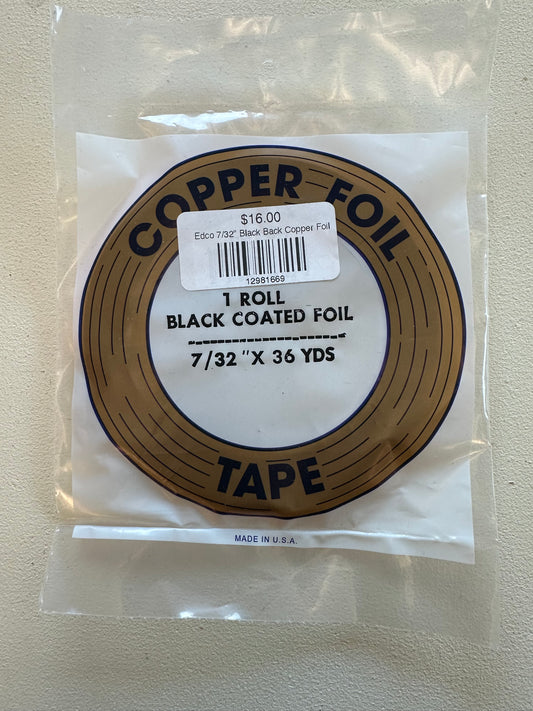 COPPER FOIL
$16.00
Edco 7/32" Black Back Copper Foil
12981669
1 ROLL
BLACK COATED FOIL
7/32 "X 36 YDS
TAPE
MADE IN U.S.A.